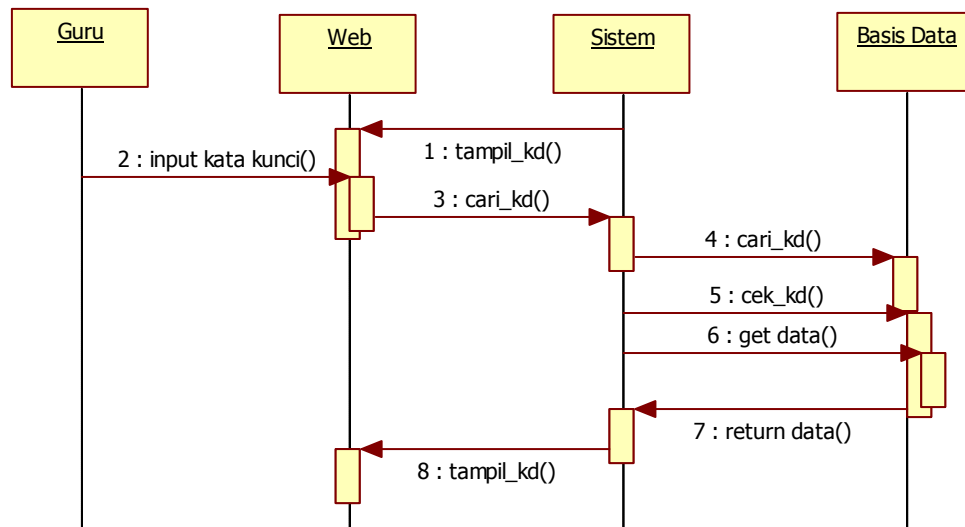 Guru
Web
Sistem
Basis Data
1 : tampil_kd()
2 : input kata kunci()
3 : cari_kd()
4 : cari_kd()
5 : cek_kd()
6 : get data()
7 : return data()
8 : tampil_kd()